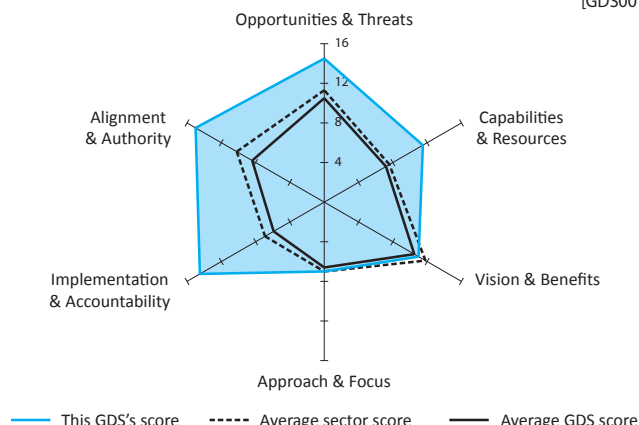 [GDS00
Opportunities & Threats
16
12
8
4
Alignment
& Authority
Capabilities
& Resources
Implementation
& Accountability
Vision & Benefits
Approach & Focus
This GDS's score
Average sector score
Average GDS score